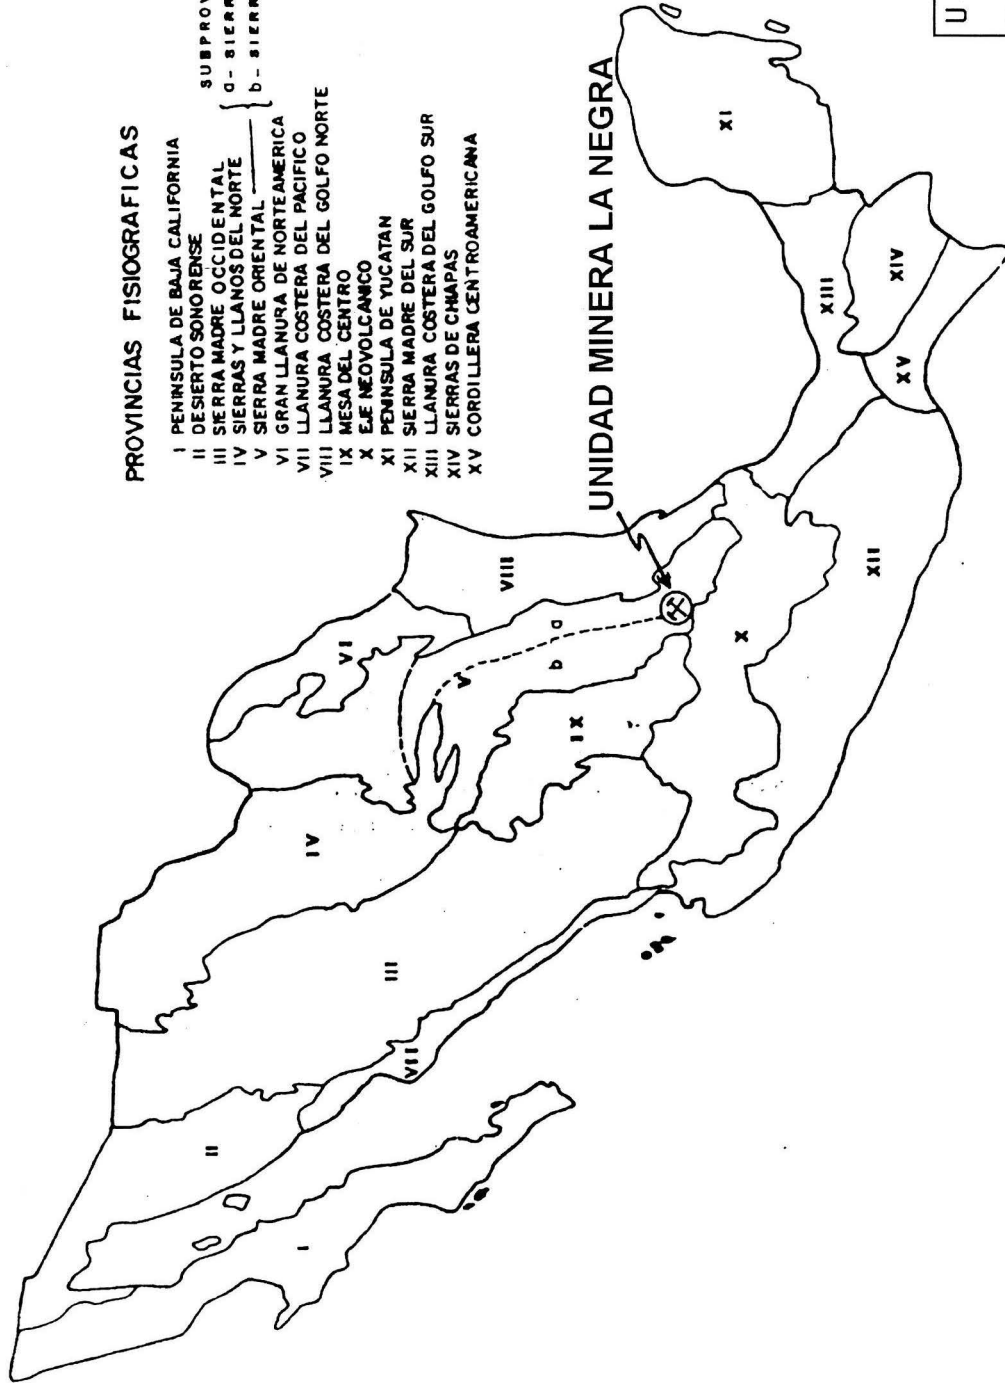 PROVINCIAS FISIOGRAFICAS
I PENINSULA DE BAJA CALIFORNIA
II DESIERTO SONORENSE
III SIERRA MADRE OCCIDENTAL
IV SIERRAS Y LLANOS DEL NORTE
V SIERRA MADRE ORIENTAL
VI GRAN LLANURA DE NORTEAMERICA
VII LLANURA COSTERA DEL PACIFICO
VIII LLANURA COSTERA DEL GOLFO NORTE
IX MESA DEL CENTRO
X EJE NEOVOLCANICO
XI PENINSULA DE YUCATAN
XII SIERRA MADRE DEL SUR
XIII LLANURA COSTERA DEL GOLFO SUR
XIV SIERRAS DE CHIAPAS
XV CORDILLERA CENTROAMERICANA
a-
b-
UNIDAD MINERA LA NEGRA
I
II
III
IV
V
a
b
VI
VII
VIII
IX
X
XI
XII
XIII
XIV
XV
U